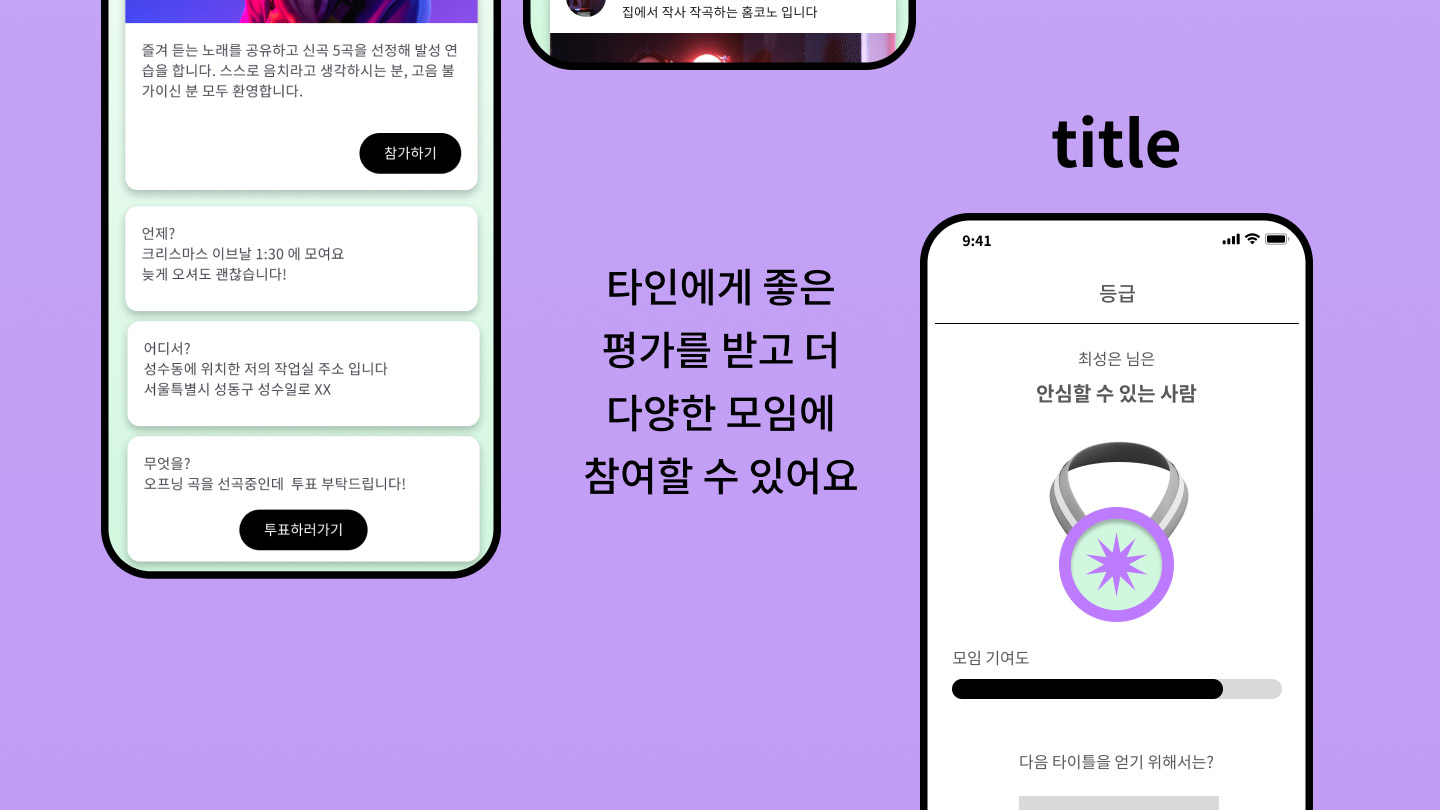 즐겨 듣는 노래를 공유하고 신곡 5곡을 선정해 발성 연
습을 합니다. 스스로 음치라고 생각하시는 분, 고음 불
가이신 분 모두 환영합니다.
참가하기
언제?
크리스마스 이브날 1:30 에 모여요
늦게 오셔도 괜찮습니다!
어디서?
성수동에 위치한 저의 작업실 주소 입니다
서울특별시 성동구 성수일로 XX
무엇을?
오프닝 곡을 선곡중인데 투표 부탁드립니다!
투표하러가기
집에서 작사 작곡하는 홈코노 입니다
타인에게 좋은
평가를 받고 더
다양한 모임에
참여할 수 있어요
title
9:41
등급
최성은 님은
안심할 수 있는 사람
모임 기여도
다음 타이틀을 얻기 위해서는?